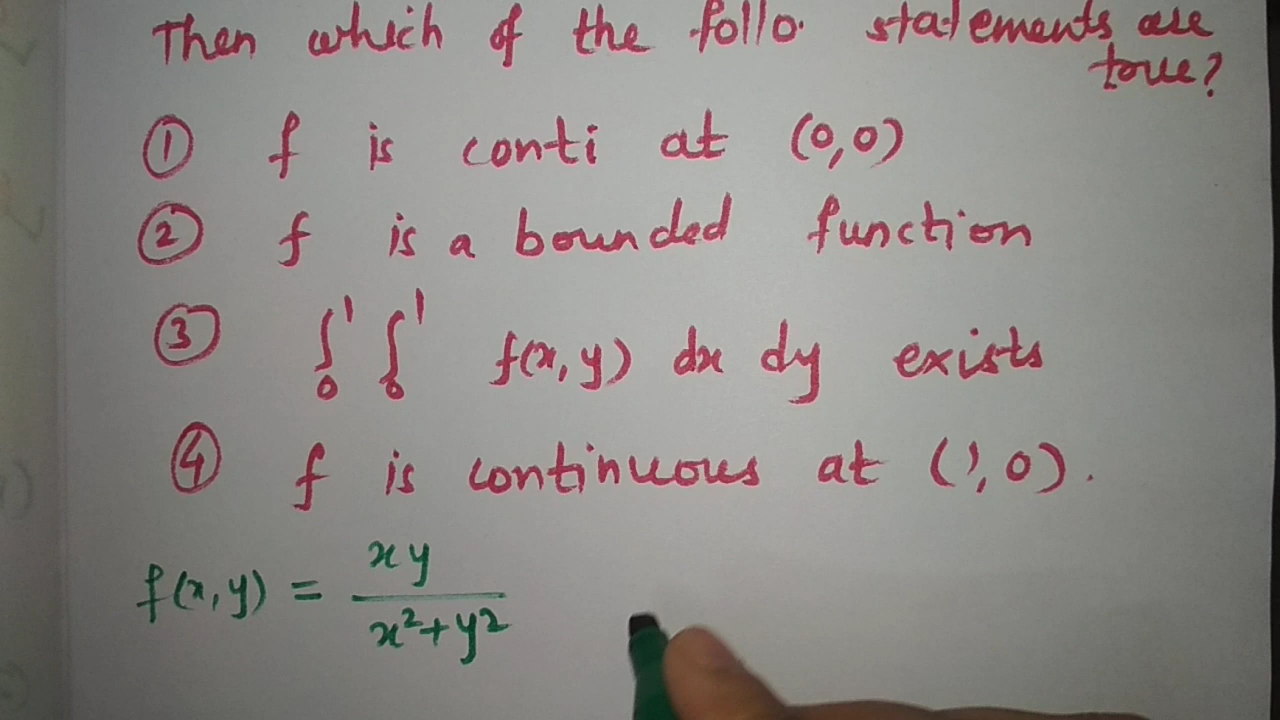 Then which of the follo. statements are
true?
① f is conti at (0,0)
② f is a bounded function
③ ∫₀¹ ∫₀¹ f(x,y) dx dy exists
④ f is continuous at (1,0).
f(x,y) = xy / x²+y²